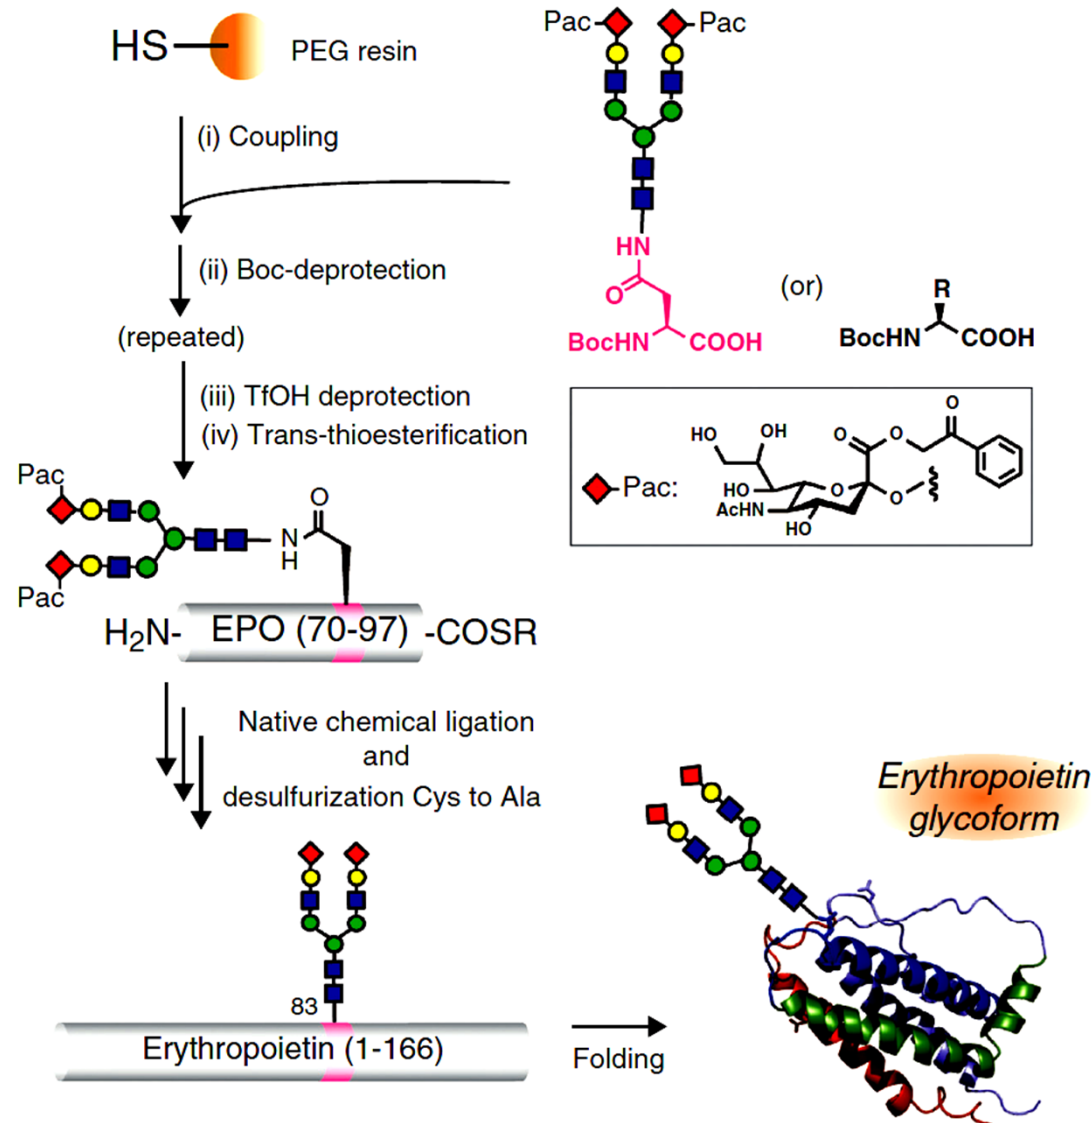 HS
PEG resin
Pac
Pac
(i) Coupling
(ii) Boc-deprotection
(repeated)
HN
O
BocHN
COOH
(or)
R
BocHN
COOH
(iii) TfOH deprotection
(iv) Trans-thioesterification
Pac:
HO
OH
O
O
O
HO
O
O
AcHN
HO
Pac
Pac
O
N
H
H₂N-
EPO (70-97)
-COSR
Native chemical ligation
and
desulfurization Cys to Ala
Erythropoietin
glycoform
83
Erythropoietin (1-166)
Folding